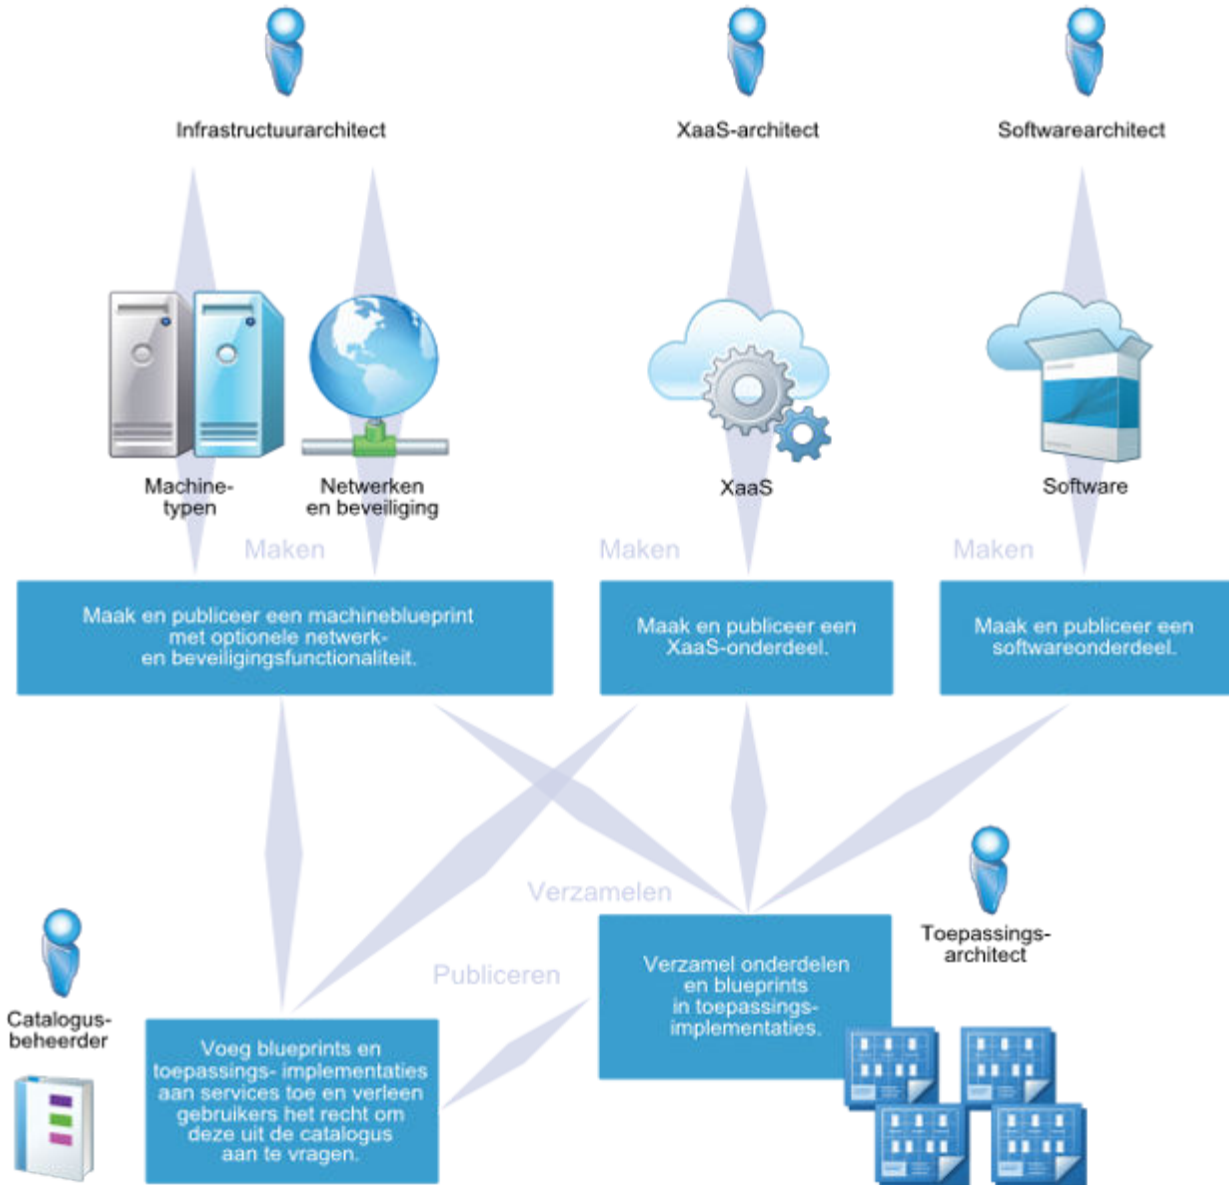 Infrastructuurarchitect
XaaS-architect
Softwarearchitect
Machine-
typen
Netwerken
en beveiliging
XaaS
Software
Maken
Maken
Maken
Maak en publiceer een machineblueprint
met optionele netwerk-
en beveiligingsfunctionaliteit.
Maak en publiceer een
XaaS-onderdeel.
Maak en publiceer een
softwareonderdeel.
Verzamelen
Toepassings-
architect
Verzamel onderdelen
en blueprints
in toepassings-
implementaties.
Publiceren
Catalogus-
beheerder
Voeg blueprints en
toepassings- implementaties
aan services toe en verleen
gebruikers het recht om
deze uit de catalogus
aan te vragen.